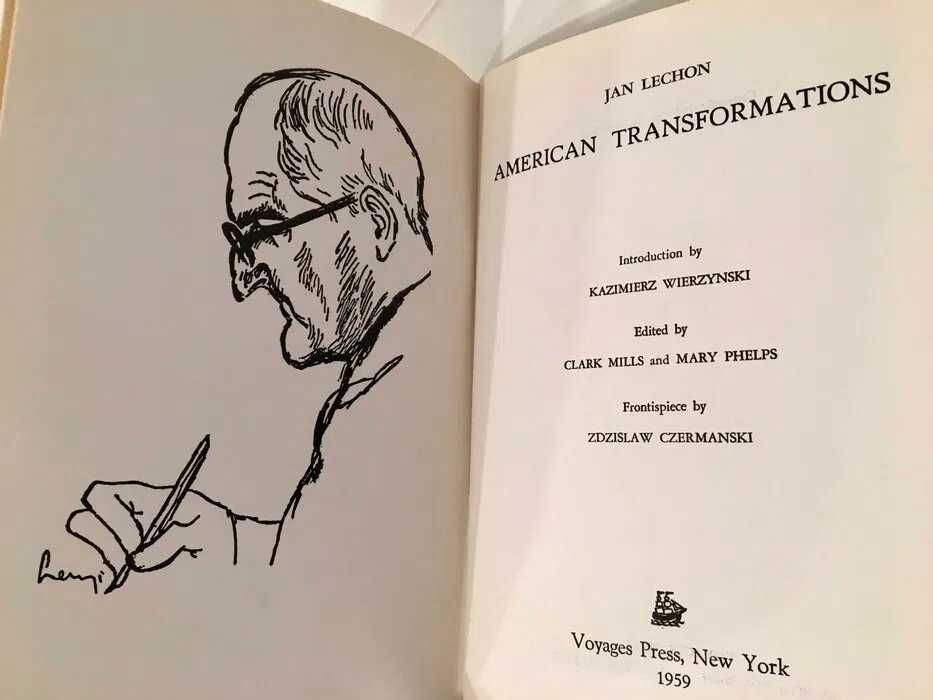 JAN LECHON
AMERICAN TRANSFORMATIONS
Introduction by
KAZIMIERZ WIERZYNSKI
Edited by
CLARK MILLS and MARY PHELPS
Frontispiece by
ZDZISLAW CZERMANSKI
Voyages Press, New York
1959